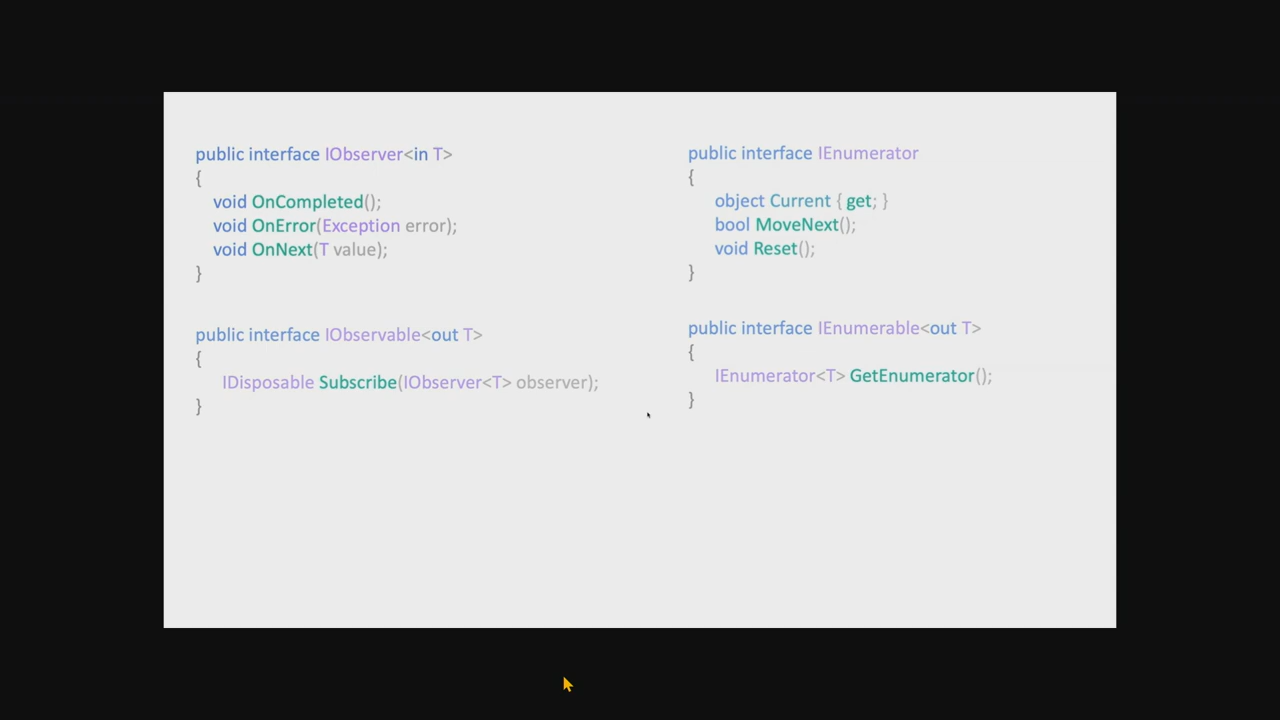 public interface IObserver<in T>
{
void OnCompleted();
void OnError(Exception error);
void OnNext(T value);
}
public interface IObservable<out T>
{
IDisposable Subscribe(IObserver<T> observer);
}
public interface IEnumerator
{
object Current { get; }
bool MoveNext();
void Reset();
}
public interface IEnumerable<out T>
{
IEnumerator<T> GetEnumerator();
}